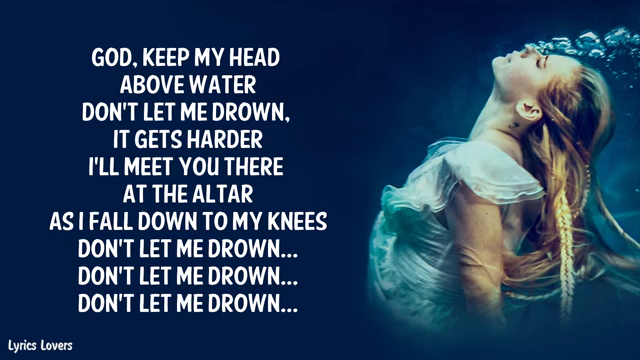 GOD, KEEP MY HEAD
ABOVE WATER
DON'T LET ME DROWN,
IT GETS HARDER
I'LL MEET YOU THERE
AT THE ALTAR
AS I FALL DOWN TO MY KNEES
DON'T LET ME DROWN...
DON'T LET ME DROWN...
DON'T LET ME DROWN...
Lyrics Lovers